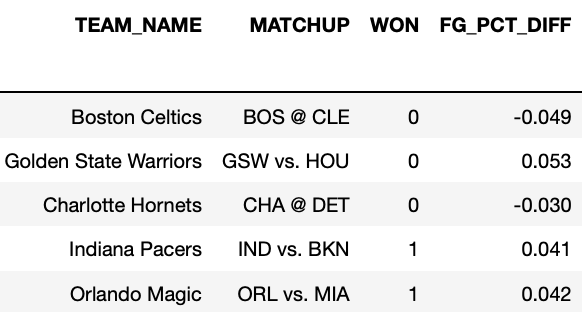 TEAM_NAME MATCHUP WON FG_PCT_DIFF
Boston Celtics BOS @ CLE 0 -0.049
Golden State Warriors GSW vs. HOU 0 0.053
Charlotte Hornets CHA @ DET 0 -0.030
Indiana Pacers IND vs. BKN 1 0.041
Orlando Magic ORL vs. MIA 1 0.042